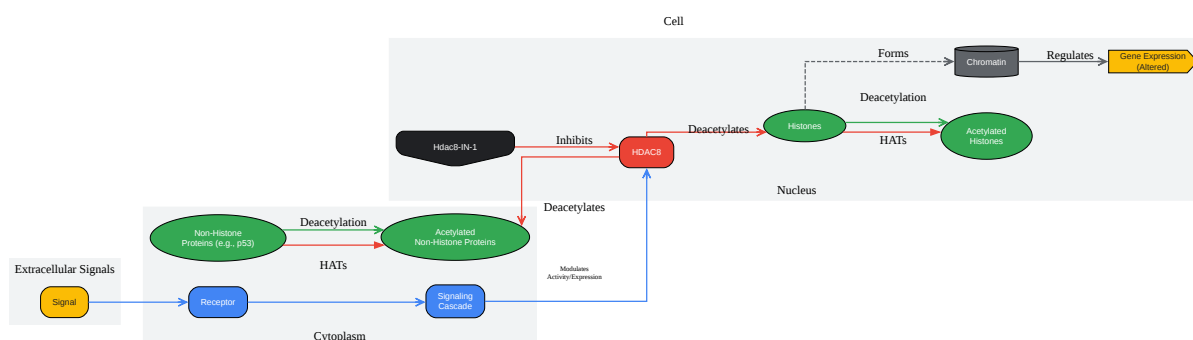 Cell
Forms
Chromatin
Regulates
Gene Expression
(Altered)
Deacetylation
Hdac8-IN-1
Inhibits
HDAC8
Deacetylates
Histones
HATs
Acetylated
Histones
Nucleus
Deacetylates
Non-Histone
Proteins (e.g., p53)
Deacetylation
HATs
Acetylated
Non-Histone Proteins
Extracellular Signals
Signal
Receptor
Signaling
Cascade
Modulates
Activity/Expression
Cytoplasm